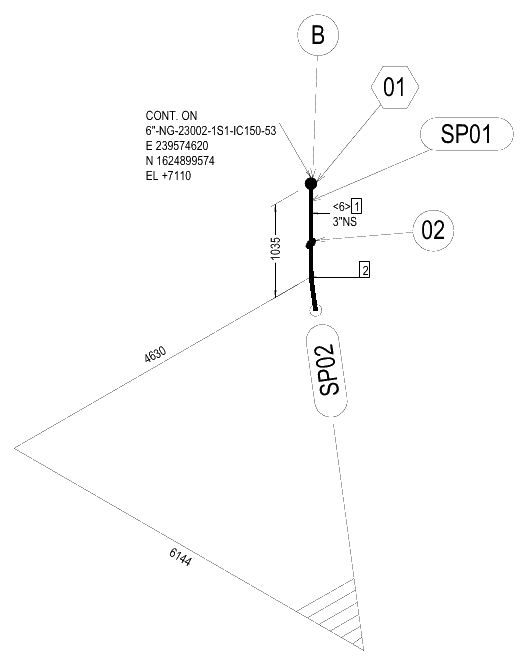 B
01
CONT. ON
6"-NG-23002-1S1-IC150-53
E 239574620
N 1624899574
EL +7110
SP01
<6> 1
3"NS
02
1035
2
4630
SP02
6144